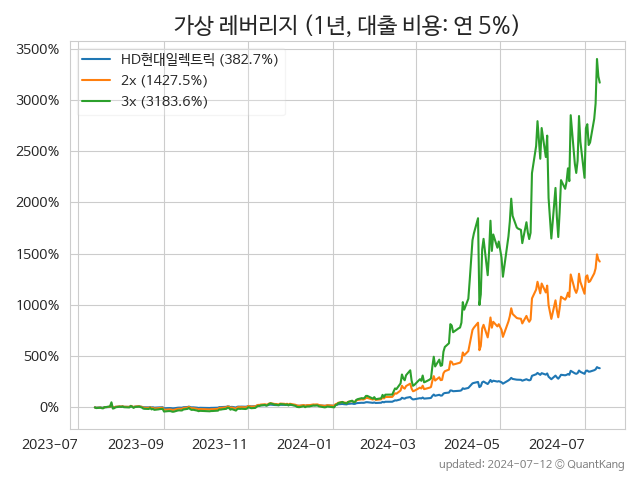 가상 레버리지 (1년, 대출 비용: 연 5%)
3500%
3000%
2500%
2000%
1500%
1000%
500%
0%
HD현대일렉트릭 (382.7%)
2x (1427.5%)
3x (3183.6%)
2023-07 2023-09 2023-11 2024-01 2024-03 2024-05 2024-07
updated: 2024-07-12 © QuantKang